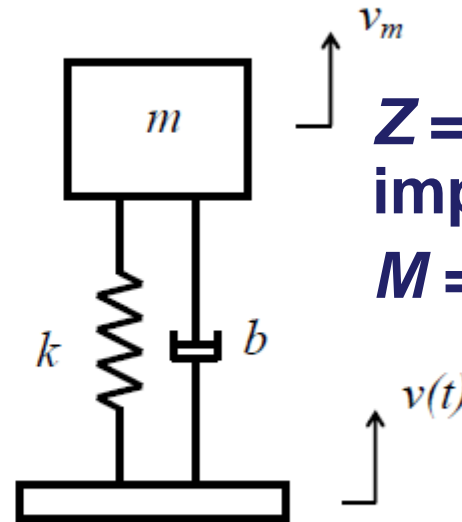 v_m
m
Z =
imp
M =
k
b
v(t)